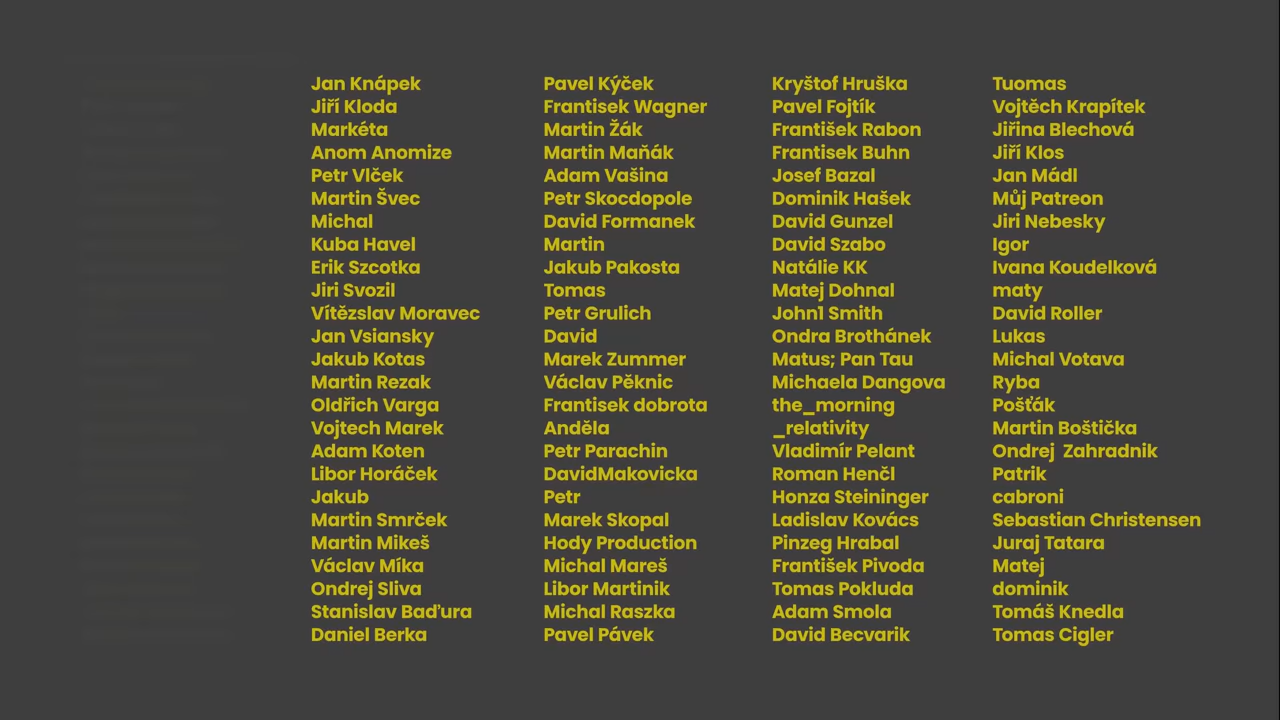 Jan Knápek
Jiří Kloda
Markéta
Anom Anomize
Petr Vlček
Martin Švec
Michal
Kuba Havel
Erik Szcotka
Jiri Svozil
Vítězslav Moravec
Jan Vsiansky
Jakub Kotas
Martin Rezak
Oldřich Varga
Vojtech Marek
Adam Koten
Libor Horáček
Jakub
Martin Smrček
Martin Mikeš
Václav Míka
Ondrej Sliva
Stanislav Baďura
Daniel Berka
Pavel Kýček
Frantisek Wagner
Martin Žák
Martin Maňák
Adam Vašina
Petr Skocdopole
David Formanek
Martin
Jakub Pakosta
Tomas
Petr Grulich
David
Marek Zummer
Václav Pěknic
Frantisek dobrota
Anděla
Petr Parachin
DavidMakovicka
Petr
Marek Skopal
Hody Production
Michal Mareš
Libor Martinik
Michal Raszka
Pavel Pávek
Kryštof Hruška
Pavel Fojtík
František Rabon
Frantisek Buhn
Josef Bazal
Dominik Hašek
David Gunzel
David Szabo
Natálie KK
Matej Dohnal
John1 Smith
Ondra Brothánek
Matus; Pan Tau
Michaela Dangova
the_morning
_relativity
Vladimír Pelant
Roman Henčl
Honza Steininger
Ladislav Kovács
Pinzeg Hrabal
František Pivoda
Tomas Pokluda
Adam Smola
David Becvarik
Tuomas
Vojtěch Krapítek
Jiřina Blechová
Jiří Klos
Jan Mádl
Můj Patreon
Jiri Nebesky
Igor
Ivana Koudelková
maty
David Roller
Lukas
Michal Votava
Ryba
Pošťák
Martin Boštička
Ondrej  Zahradnik
Patrik
cabroni
Sebastian Christensen
Juraj Tatara
Matej
dominik
Tomáš Knedla
Tomas Cigler